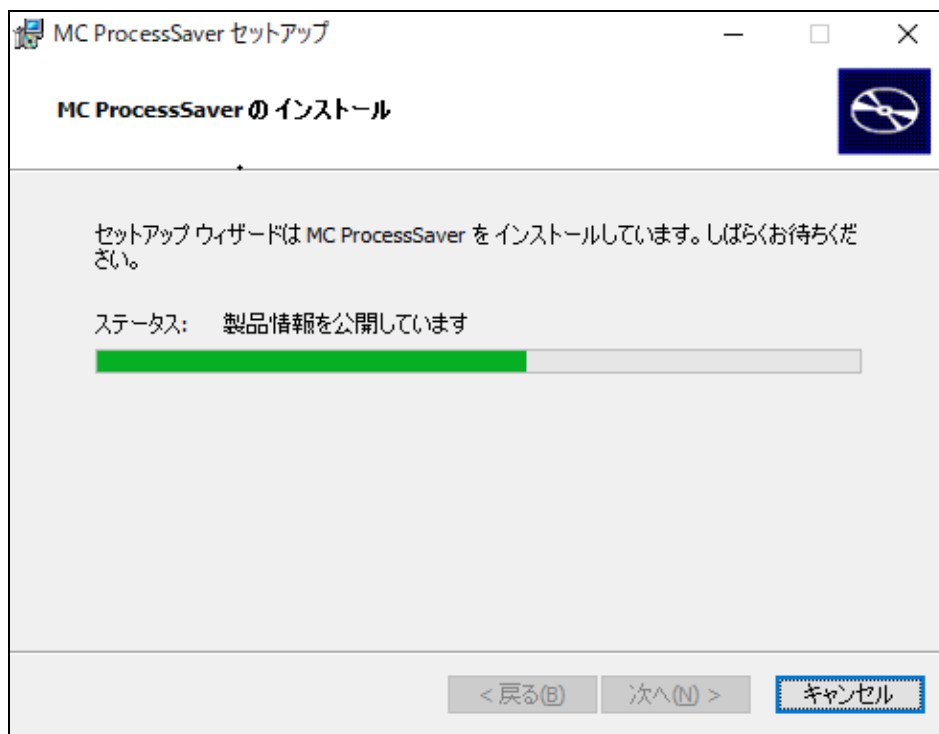 MC ProcessSaver セットアップ
MC ProcessSaver の インストール
セットアップ ウィザードは MC ProcessSaver を インストールしています。しばらくお待ちくだ
さい。
ステータス: 製品情報を公開しています
< 戻る(B) 次へ(N) > キャンセル